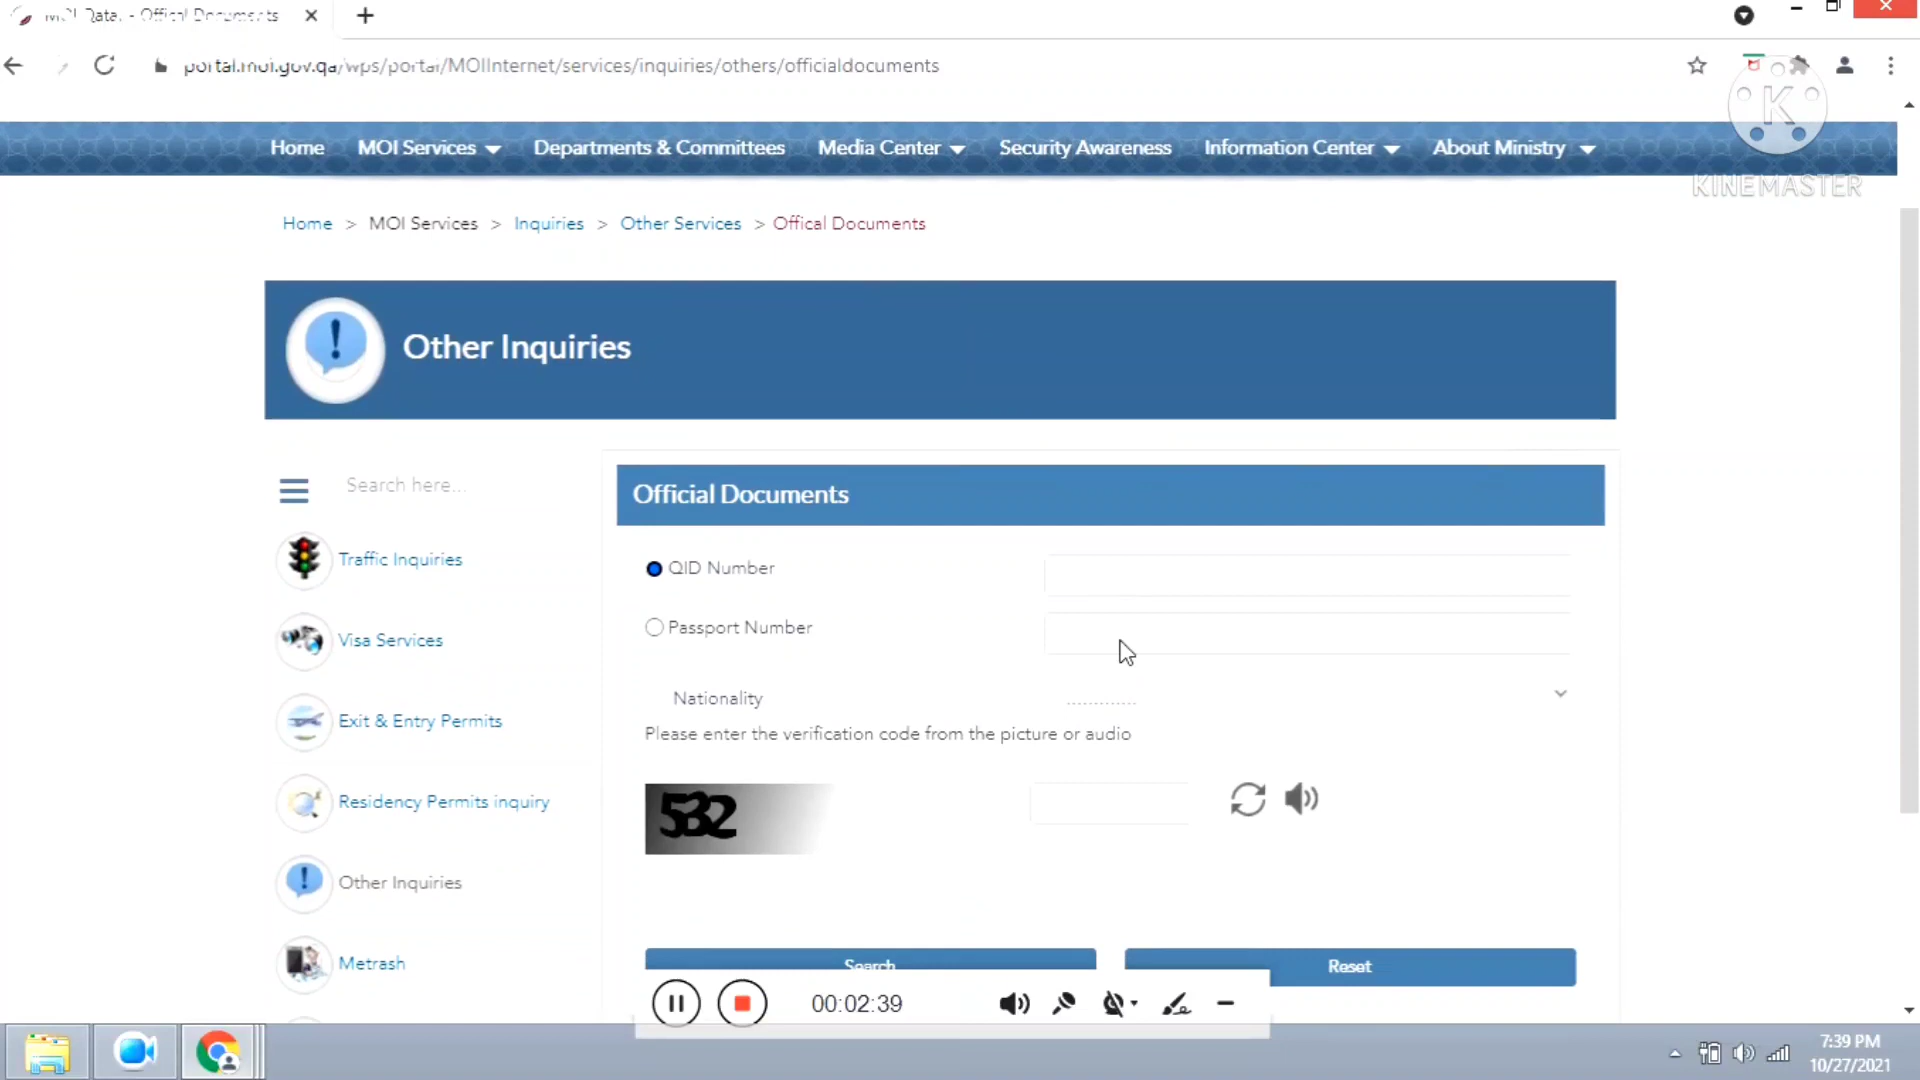 Offical Documents
portal.moi.gov.qa/wps/portal/MOIInternet/services/inquiries/others/officialdocuments
K
KINEMASTER
Home MOI Services Departments & Committees Media Center Security Awareness Information Center About Ministry
Home > MOI Services > Inquiries > Other Services > Offical Documents
Other Inquiries
Search here...
Traffic Inquiries
Visa Services
Exit & Entry Permits
Residency Permits inquiry
Other Inquiries
Metrash
Official Documents
QID Number
Passport Number
Nationality
Please enter the verification code from the picture or audio
532
Search Reset
00:02:39
7:39 PM
10/27/2021